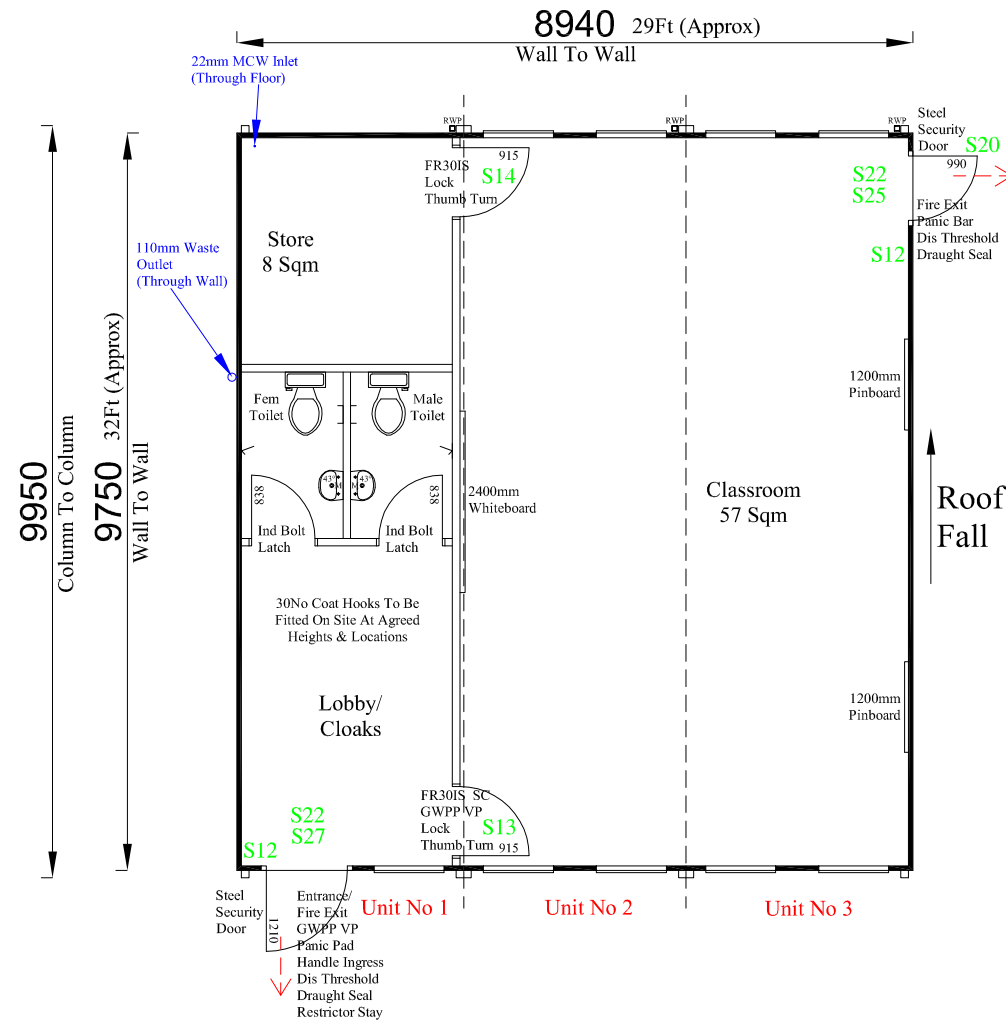 8940 29Ft (Approx)
Wall To Wall
22mm MCW Inlet
(Through Floor)
RWP
RWP
RWP
Steel
Security
Door
S20
990
FR30IS
Lock
Thumb Turn
915
S14
S22
S25
Fire Exit
Panic Bar
Dis Threshold
Draught Seal
S12
Store
8 Sqm
110mm Waste
Outlet
(Through Wall)
9950
Column To Column
9750 32Ft (Approx)
Wall To Wall
Fem
Toilet
Male
Toilet
1200mm
Pinboard
43°
M
M
43°
838
838
Ind Bolt
Latch
Ind Bolt
Latch
2400mm
Whiteboard
Classroom
57 Sqm
Roof
Fall
30No Coat Hooks To Be
Fitted On Site At Agreed
Heights & Locations
Lobby/
Cloaks
1200mm
Pinboard
FR30IS SC
GWPP VP
Lock
Thumb Turn
915
S13
S22
S27
S12
Steel
Security
Door
1210
Entrance/
Fire Exit
GWPP VP
Panic Pad
Handle Ingress
Dis Threshold
Draught Seal
Restrictor Stay
Unit No 1
Unit No 2
Unit No 3